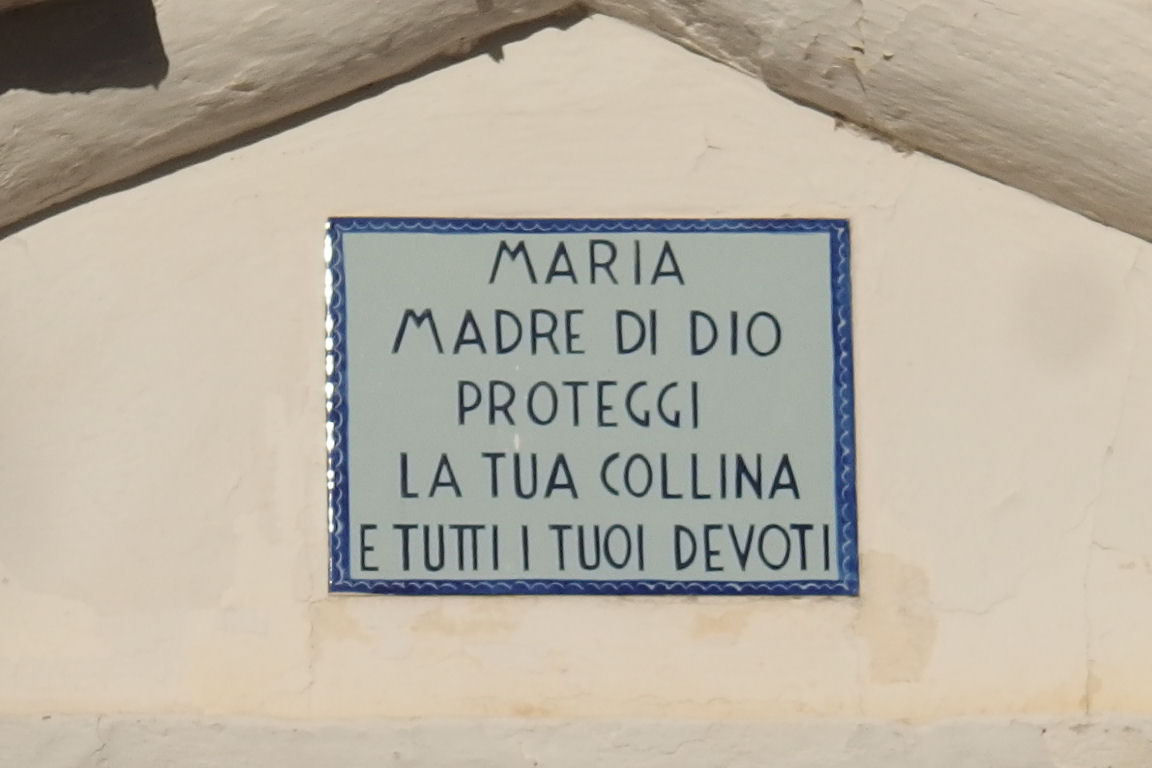 MARIA
MADRE DI DIO
PROTEGGI
LA TUA COLLINA
E TUTTI I TUOI DEVOTI